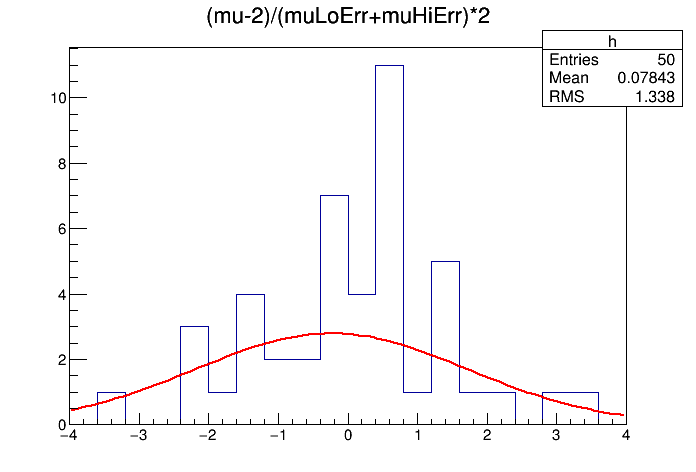 (mu-2)/(muLoErr+muHiErr)*2
h
Entries 50
Mean 0.07843
RMS 1.338
10
8
6
4
2
0
−4 −3 −2 −1 0 1 2 3 4